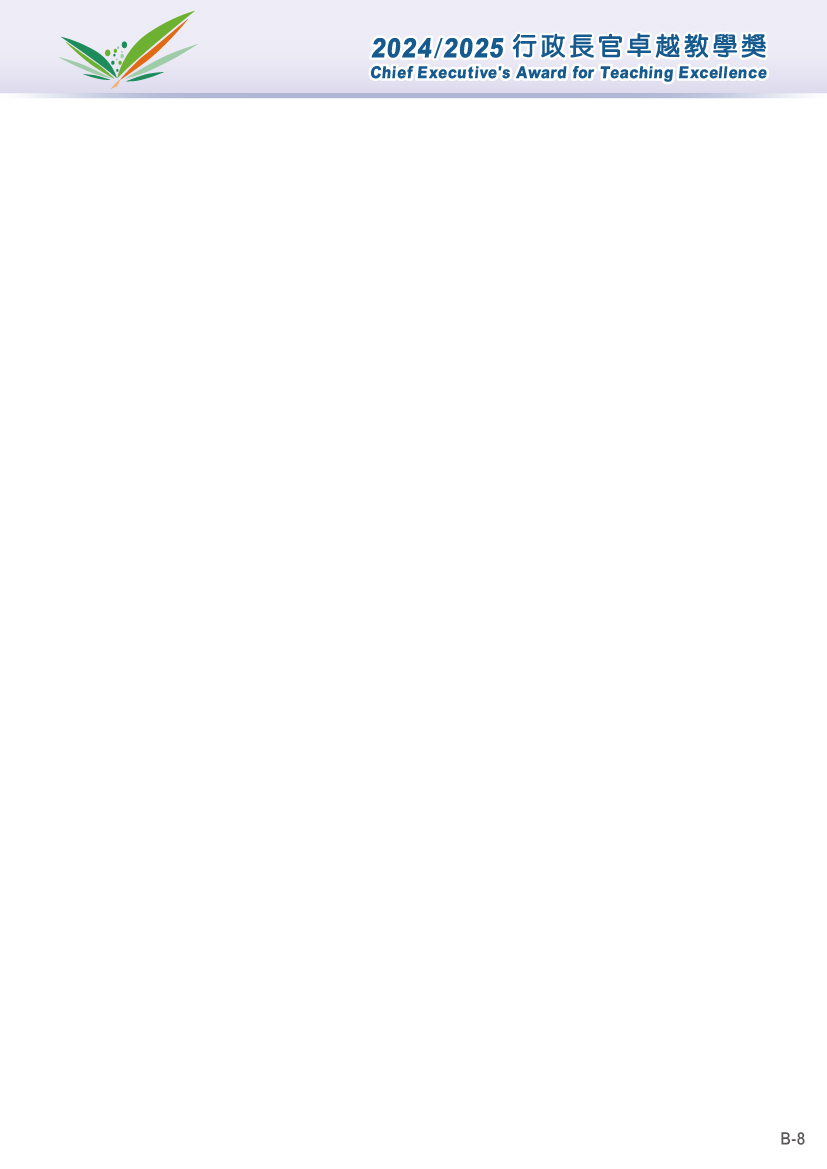 2024/2025 行政長官卓越教學獎
Chief Executive's Award for Teaching Excellence
B-8